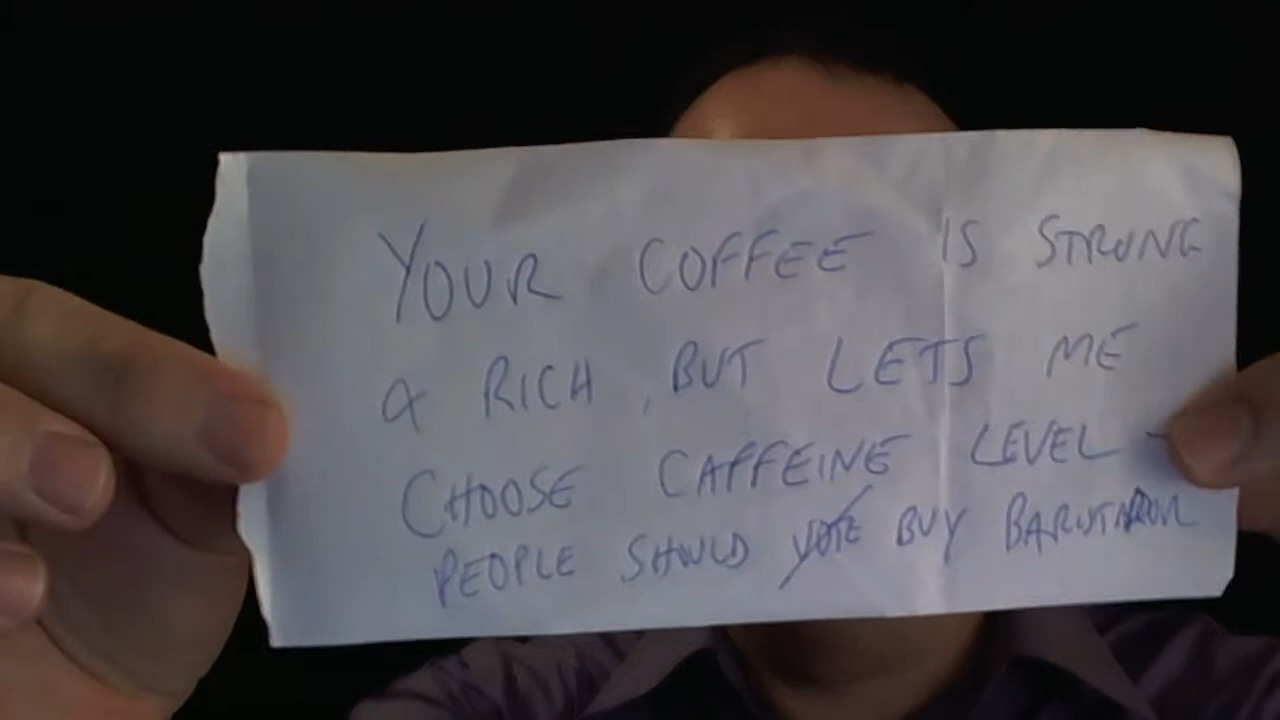 YOUR COFFEE IS STRONG
& RICH, BUT LETS ME
CHOOSE CAFFEINE LEVEL -
PEOPLE SHOULD BUY